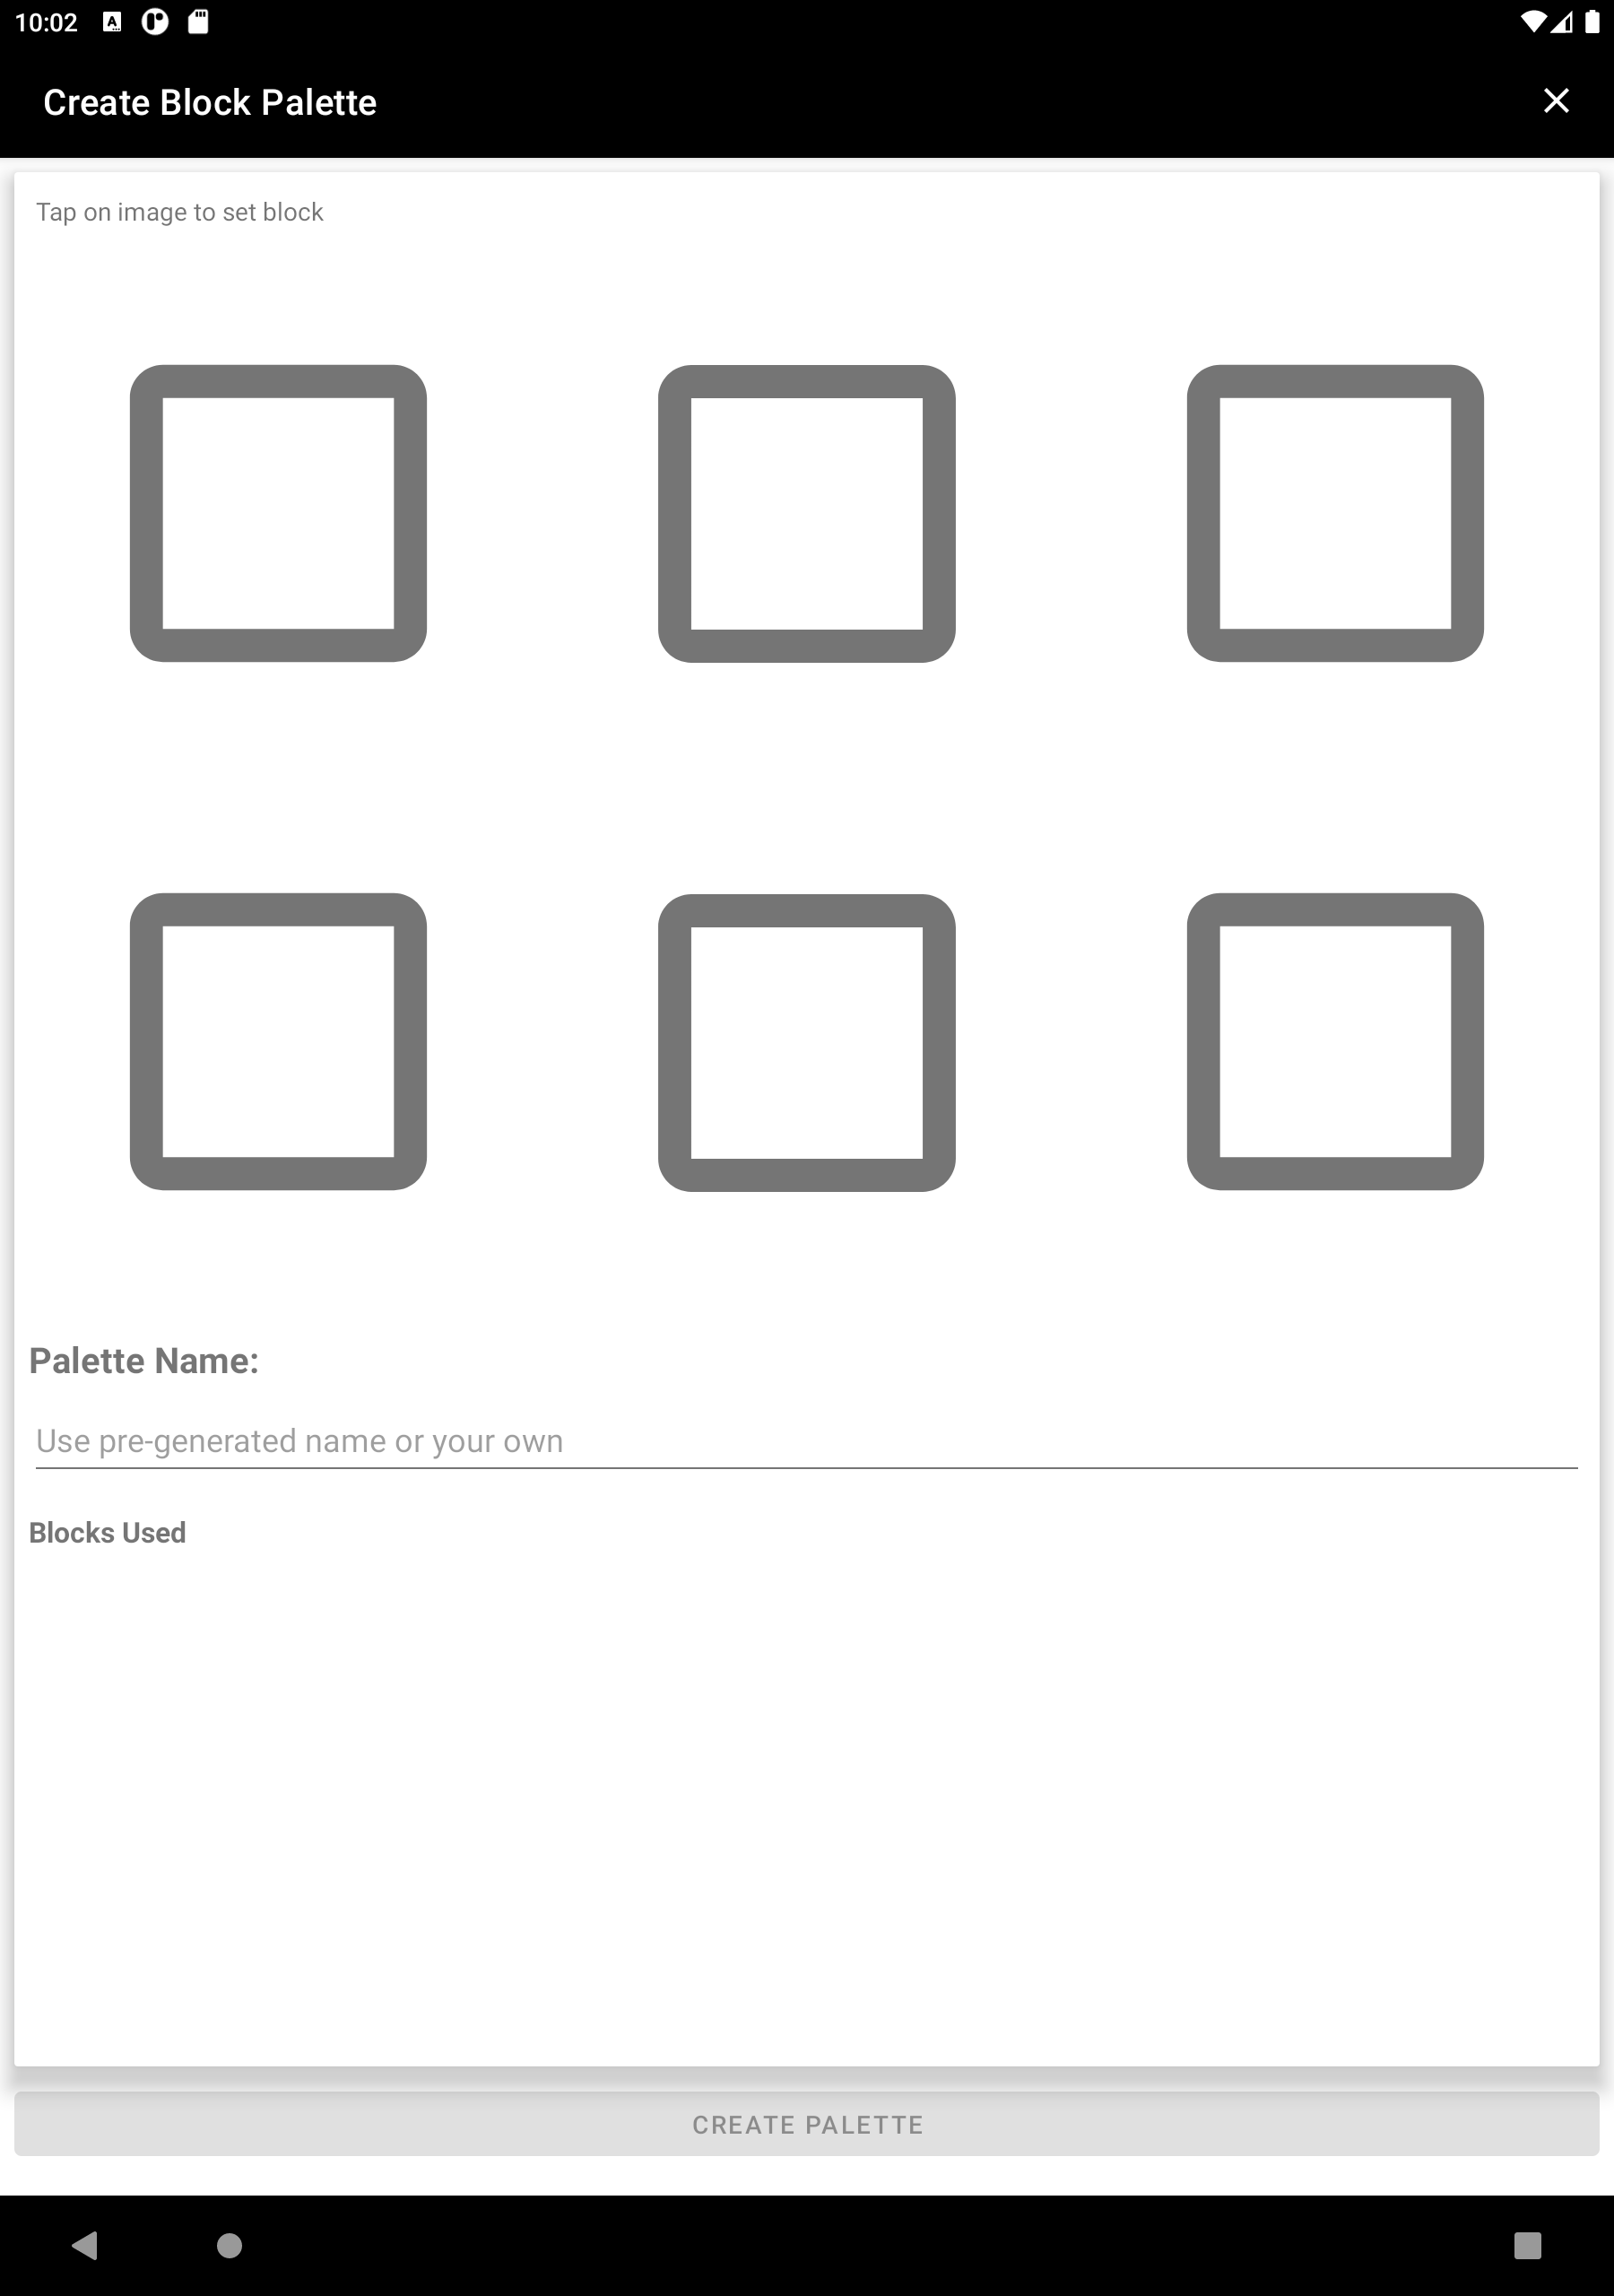 10:02
Create Block Palette
Tap on image to set block
Palette Name:
Use pre-generated name or your own
Blocks Used
CREATE PALETTE